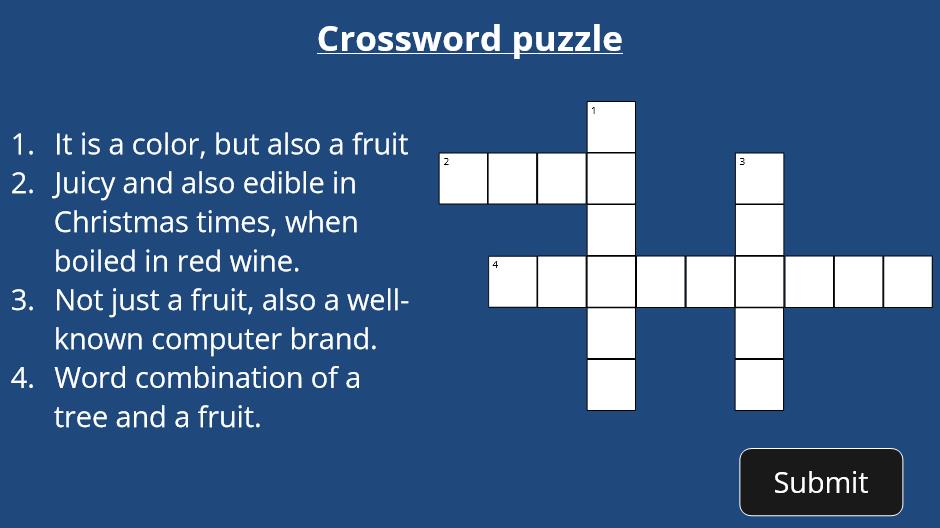 Crossword puzzle
1. It is a color, but also a fruit
2. Juicy and also edible in
Christmas times, when
boiled in red wine.
3. Not just a fruit, also a well-
known computer brand.
4. Word combination of a
tree and a fruit.
1
2
3
4
Submit